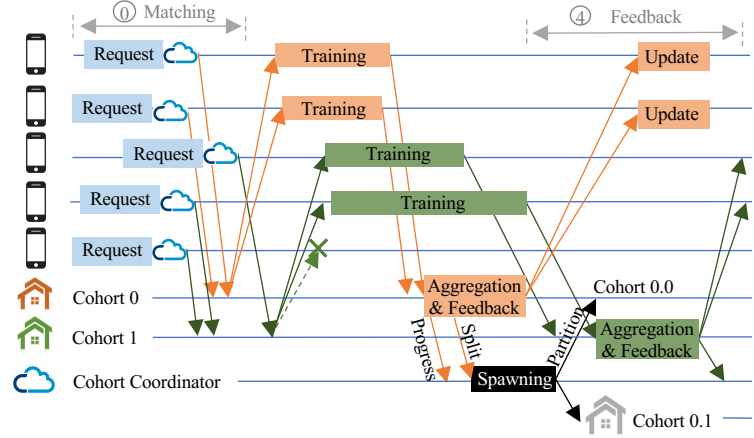 0 Matching
4 Feedback
Request
Training
Update
Request
Training
Update
Request
Training
Request
Training
Request
Cohort 0
Aggregation
& Feedback
Cohort 0.0
Cohort 1
Progress
Split
Partition
Aggregation
& Feedback
Cohort Coordinator
Spawning
Cohort 0.1